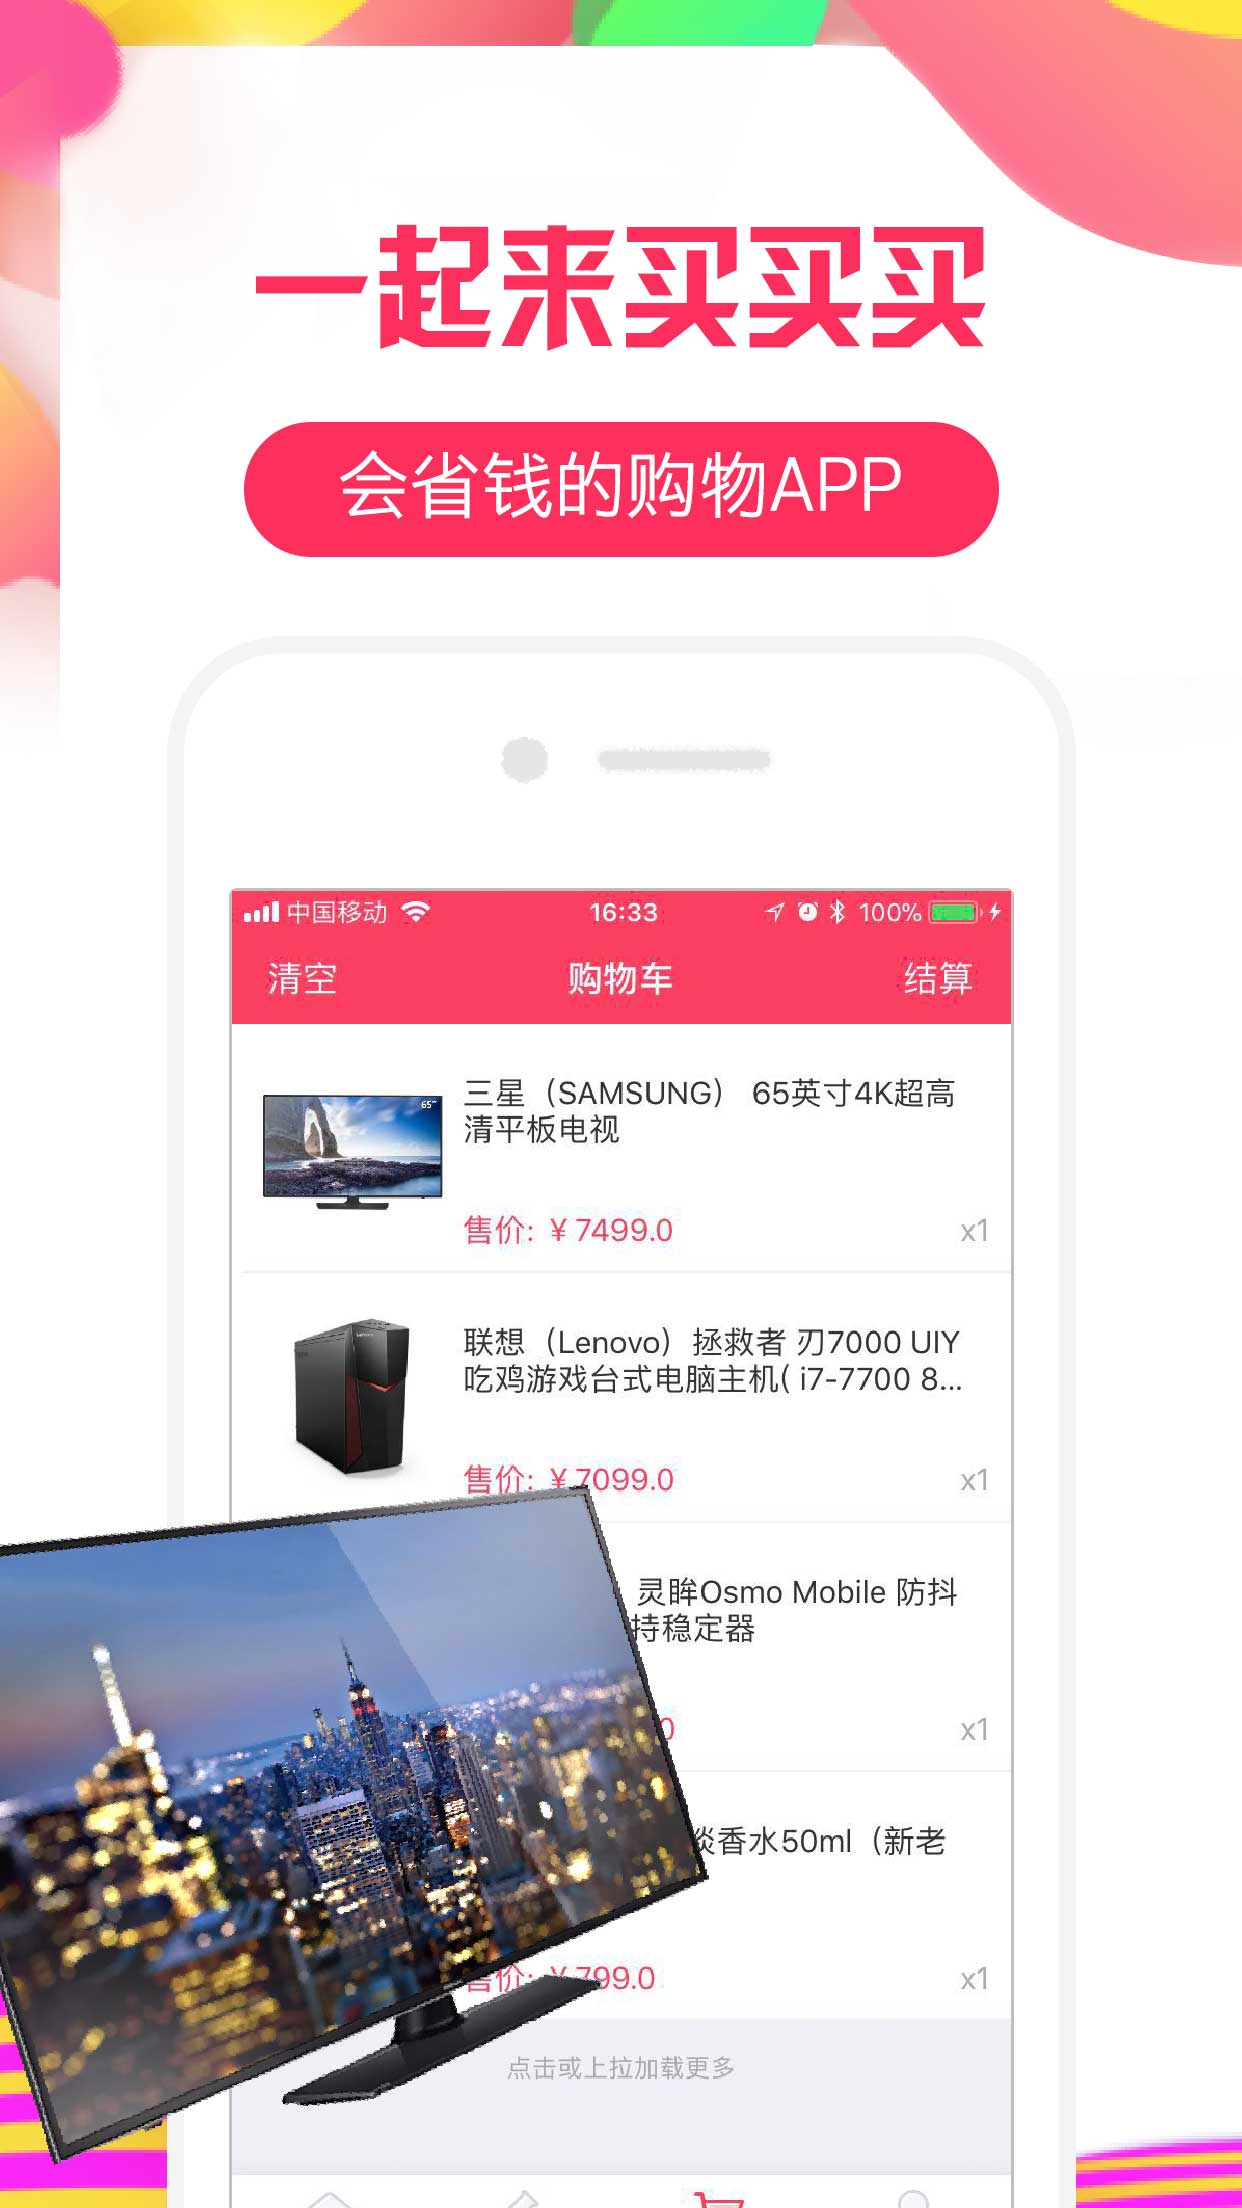 一起来买买买
会省钱的购物APP
中国移动 16:33 100%
清空 购物车 结算
三星（SAMSUNG） 65英寸4K超高
清平板电视
售价: ¥ 7499.0 x1
联想（Lenovo）拯救者 刃7000 UIY
吃鸡游戏台式电脑主机( i7-7700 8...
售价: ¥ 7099.0 x1
灵眸Osmo Mobile 防抖
持稳定器
0 x1
淡香水50ml（新老
售价: ¥ 799.0 x1
点击或上拉加载更多